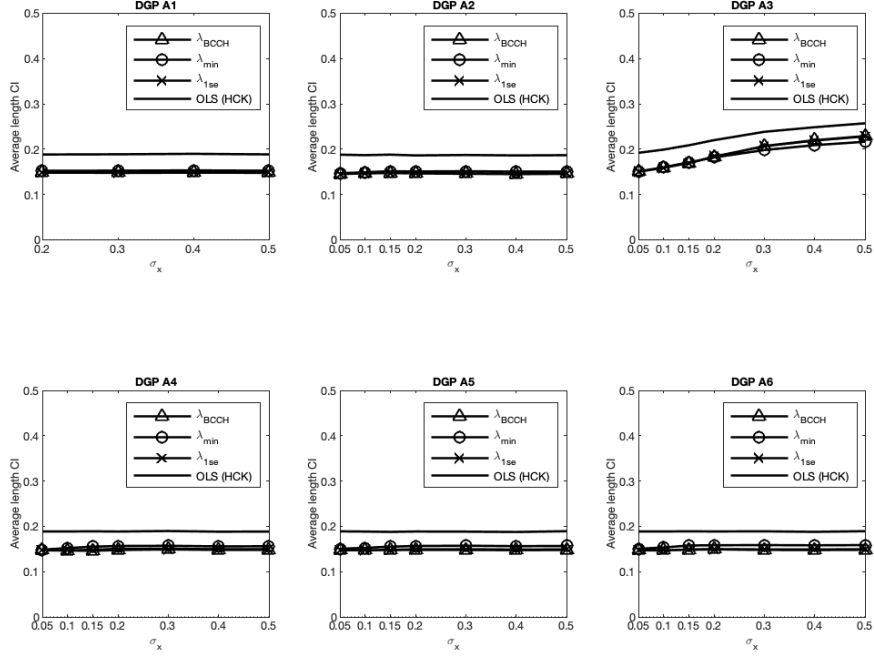 DGP A1
0.5
0.4
0.3
0.2
0.1
0
Average length CI
λBCCH
λmin
λ1se
OLS (HCK)
0.2 0.3 0.4 0.5
σx
DGP A2
0.5
0.4
0.3
0.2
0.1
0
Average length CI
λBCCH
λmin
λ1se
OLS (HCK)
0.05 0.1 0.15 0.2 0.3 0.4 0.5
σx
DGP A3
0.5
0.4
0.3
0.2
0.1
0
Average length CI
λBCCH
λmin
λ1se
OLS (HCK)
0.05 0.1 0.15 0.2 0.3 0.4 0.5
σx
DGP A4
0.5
0.4
0.3
0.2
0.1
0
Average length CI
λBCCH
λmin
λ1se
OLS (HCK)
0.05 0.1 0.15 0.2 0.3 0.4 0.5
σx
DGP A5
0.5
0.4
0.3
0.2
0.1
0
Average length CI
λBCCH
λmin
λ1se
OLS (HCK)
0.05 0.1 0.15 0.2 0.3 0.4 0.5
σx
DGP A6
0.5
0.4
0.3
0.2
0.1
0
Average length CI
λBCCH
λmin
λ1se
OLS (HCK)
0.05 0.1 0.15 0.2 0.3 0.4 0.5
σx